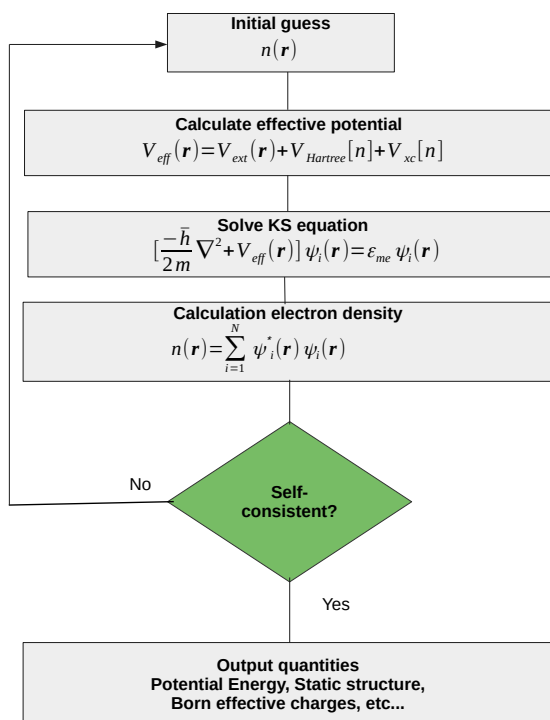 Initial guess
n(r)
Calculate effective potential
V_eff(r)=V_ext(r)+V_Hartree[n]+V_xc[n]
Solve KS equation
[\frac{-ħ}{2m}∇²+V_eff(r)]ψ_i(r)=ε_me ψ_i(r)
Calculation electron density
n(r)=∑_{i=1}^{N} ψ*_i(r)ψ_i(r)
No
Self-
consistent?
Yes
Output quantities
Potential Energy, Static structure,
Born effective charges, etc...